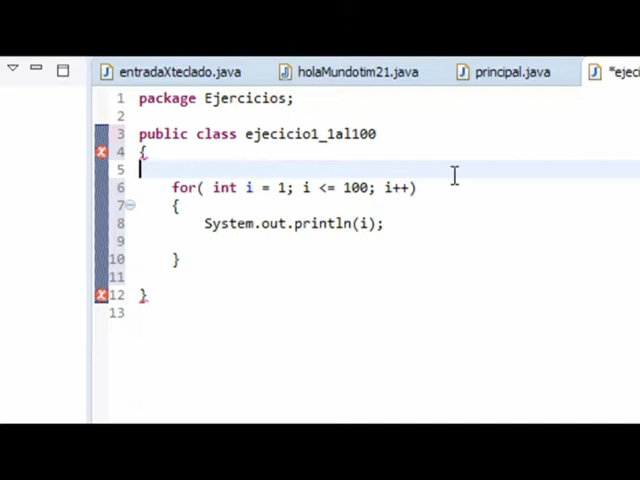 entradaXteclado.java holaMundotim21.java principal.java *ejec
1 package Ejercicios;
2
3 public class ejecicio1_1al100
4 {
5
6 for( int i = 1; i <= 100; i++)
7 {
8 System.out.println(i);
9
10 }
11
12 }
13